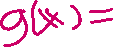 g(x) =